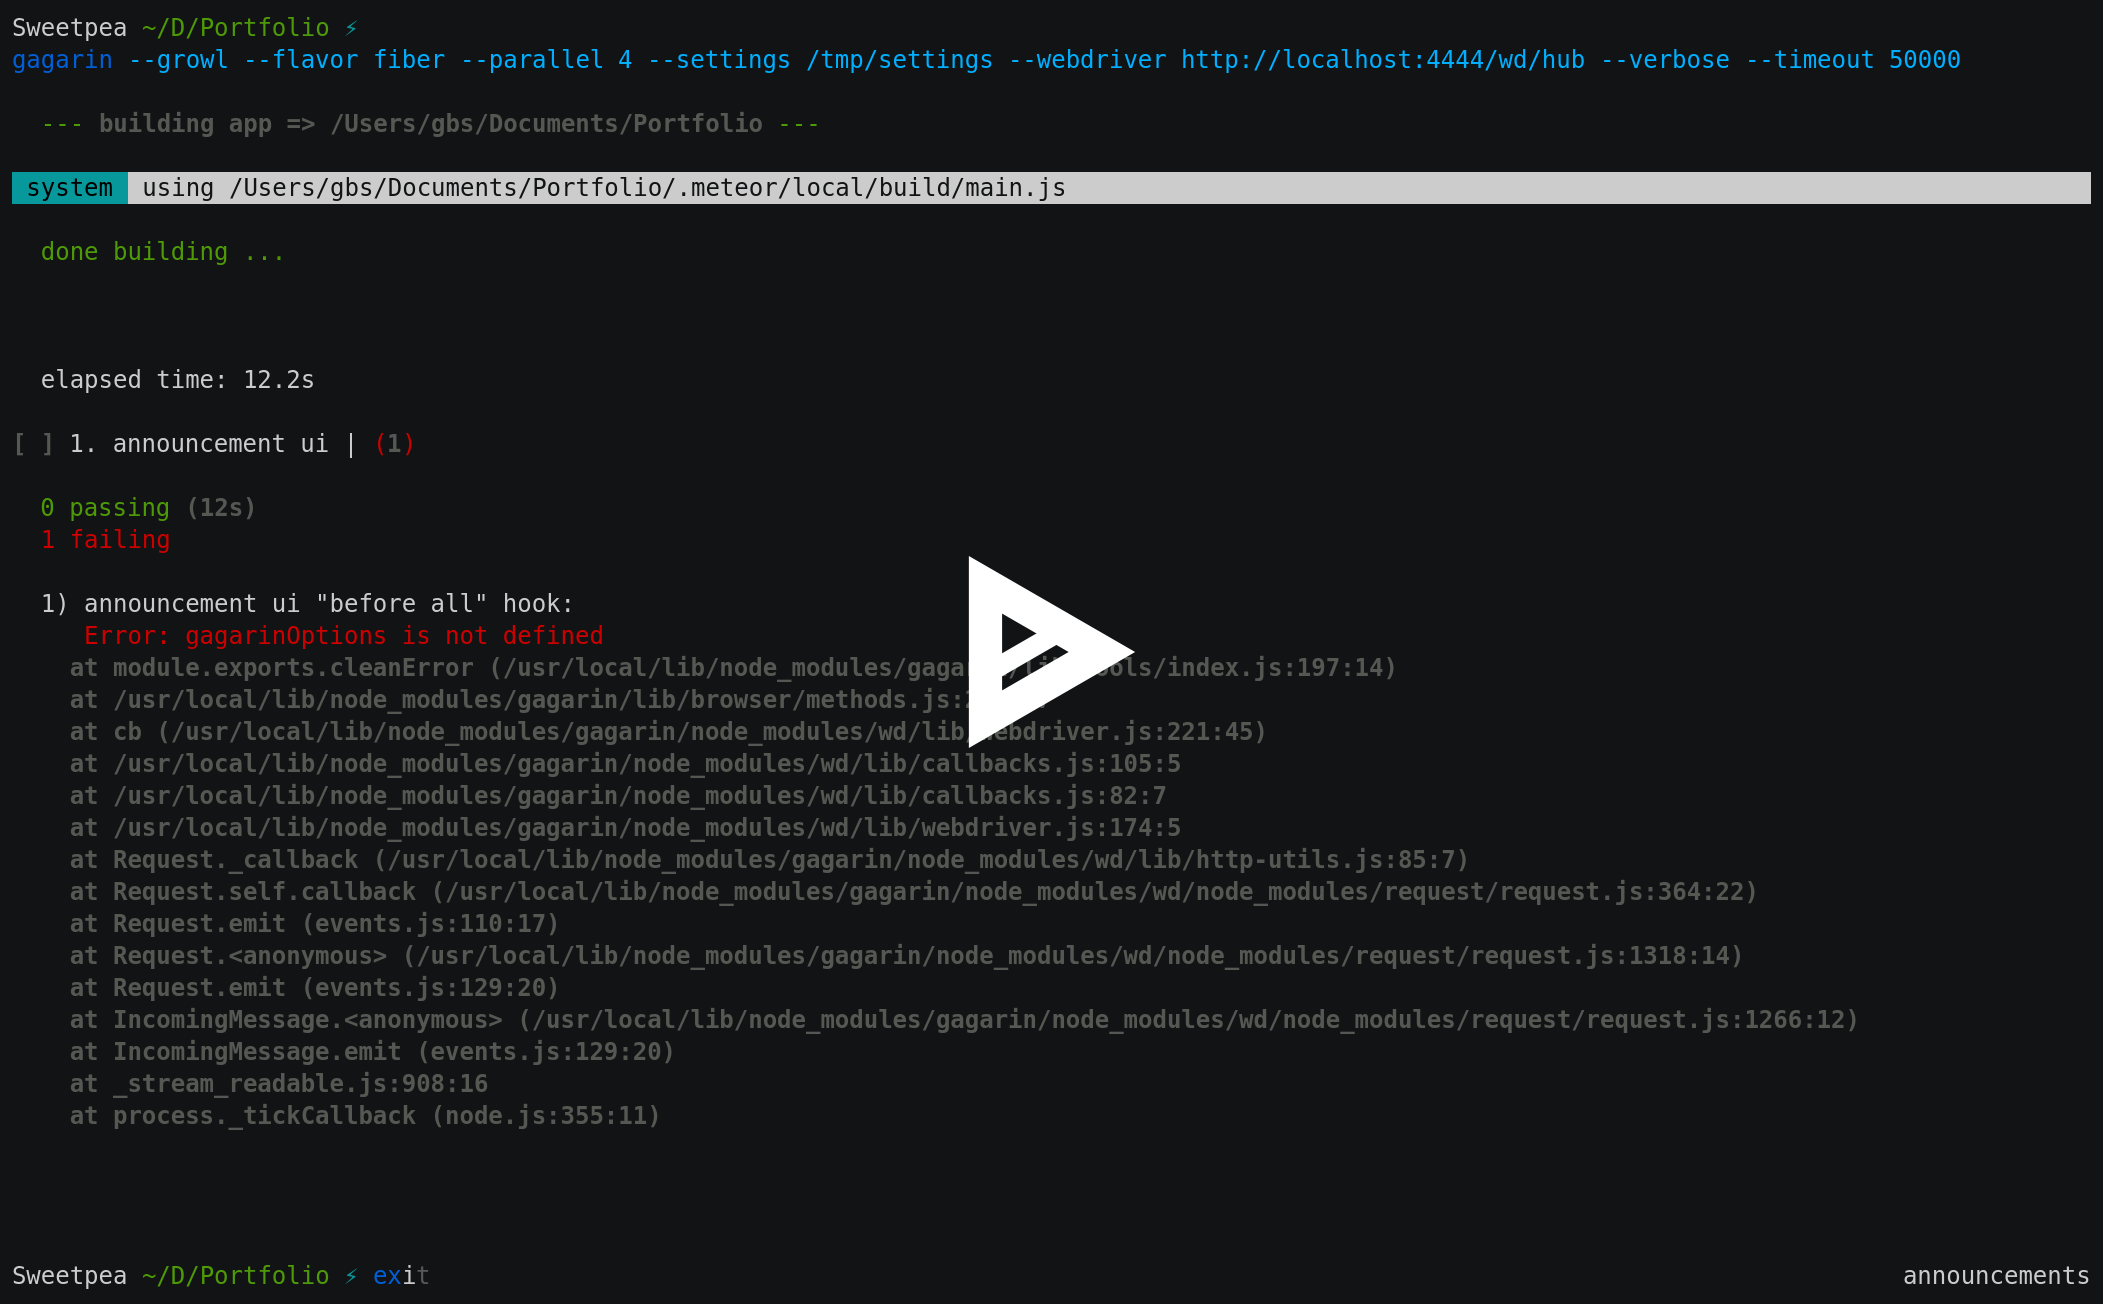 Sweetpea ~/D/Portfolio ⚡
gagarin --growl --flavor fiber --parallel 4 --settings /tmp/settings --webdriver http://localhost:4444/wd/hub --verbose --timeout 50000
--- building app => /Users/gbs/Documents/Portfolio ---
system using /Users/gbs/Documents/Portfolio/.meteor/local/build/main.js
done building ...
elapsed time: 12.2s
[ ] 1. announcement ui | (1)
0 passing (12s)
1 failing
1) announcement ui "before all" hook:
Error: gagarinOptions is not defined
at module.exports.cleanError (/usr/local/lib/node_modules/gagarin/lib/tools/index.js:197:14)
at /usr/local/lib/node_modules/gagarin/lib/browser/methods.js:
at cb (/usr/local/lib/node_modules/gagarin/node_modules/wd/lib/webdriver.js:221:45)
at /usr/local/lib/node_modules/gagarin/node_modules/wd/lib/callbacks.js:105:5
at /usr/local/lib/node_modules/gagarin/node_modules/wd/lib/callbacks.js:82:7
at /usr/local/lib/node_modules/gagarin/node_modules/wd/lib/webdriver.js:174:5
at Request._callback (/usr/local/lib/node_modules/gagarin/node_modules/wd/lib/http-utils.js:85:7)
at Request.self.callback (/usr/local/lib/node_modules/gagarin/node_modules/wd/node_modules/request/request.js:364:22)
at Request.emit (events.js:110:17)
at Request.<anonymous> (/usr/local/lib/node_modules/gagarin/node_modules/wd/node_modules/request/request.js:1318:14)
at Request.emit (events.js:129:20)
at IncomingMessage.<anonymous> (/usr/local/lib/node_modules/gagarin/node_modules/wd/node_modules/request/request.js:1266:12)
at IncomingMessage.emit (events.js:129:20)
at _stream_readable.js:908:16
at process._tickCallback (node.js:355:11)
Sweetpea ~/D/Portfolio ⚡ exit announcements